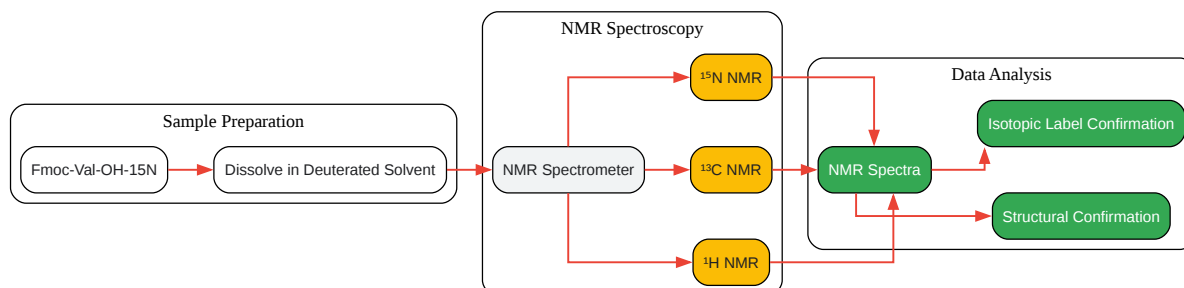 NMR Spectroscopy
Data Analysis
Sample Preparation
Fmoc-Val-OH-15N
Dissolve in Deuterated Solvent
NMR Spectrometer
¹⁵N NMR
¹³C NMR
¹H NMR
NMR Spectra
Isotopic Label Confirmation
Structural Confirmation